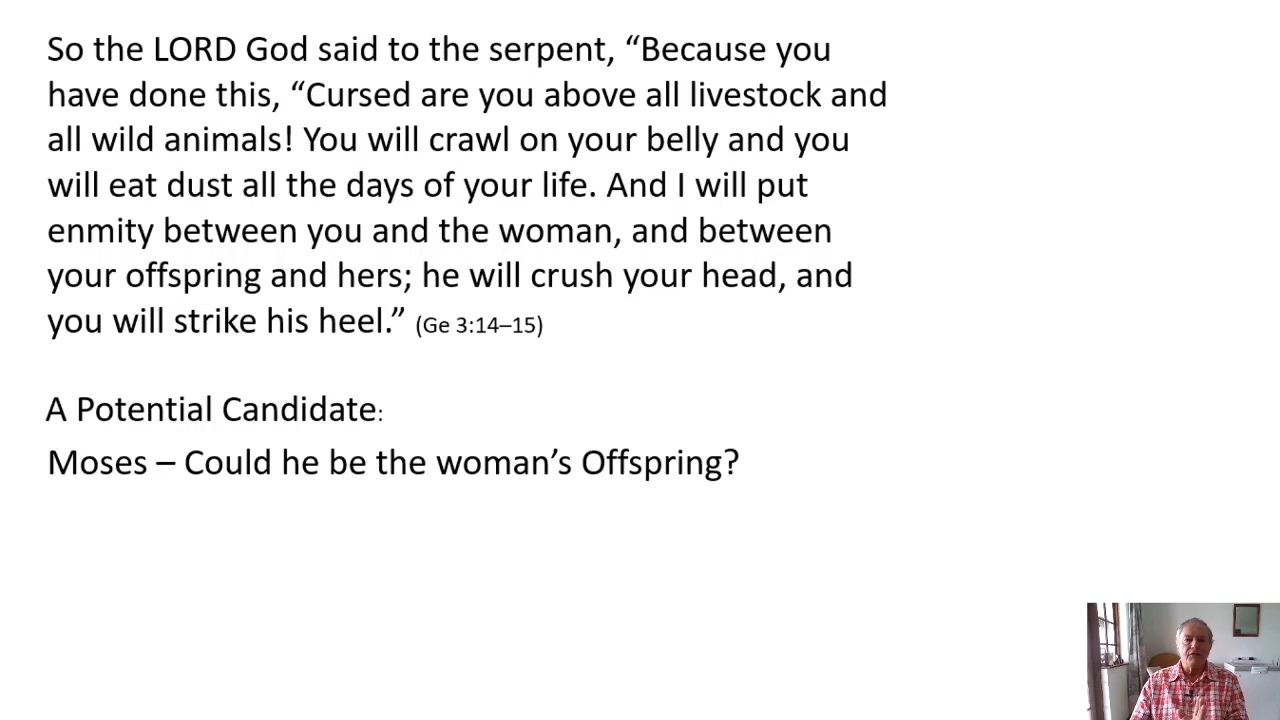 So the LORD God said to the serpent, “Because you
have done this, “Cursed are you above all livestock and
all wild animals! You will crawl on your belly and you
will eat dust all the days of your life. And I will put
enmity between you and the woman, and between
your offspring and hers; he will crush your head, and
you will strike his heel.” (Ge 3:14–15)
A Potential Candidate:
Moses – Could he be the woman’s Offspring?